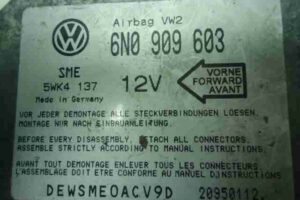 Airbag VW2
6N0 909 603
SME
5WK4 137
Made in Germany
12V
VORNE
FORWARD
AVANT
VOR JEDER DEMONTAGE ALLE STECKVERBINDUNGEN LOESEN.
MONTAGE NUR NACH EINBAUANLEITUNG
BEFORE EVERY DISASSEMBLY, DETACH ALL CONNECTORS.
ASSEMBLE STRICTLY ACCORDING TO MANUAL INSTRUCTIONS.
AVANT TOUT DEMONTAGE ENLEVER TOUS LES CONNECTEURS
L'ASSEMBLAGE DOIT ETRE CONFORME AU MANUEL D INSTRUCTIONS
DEWSME0ACV9D 20950112